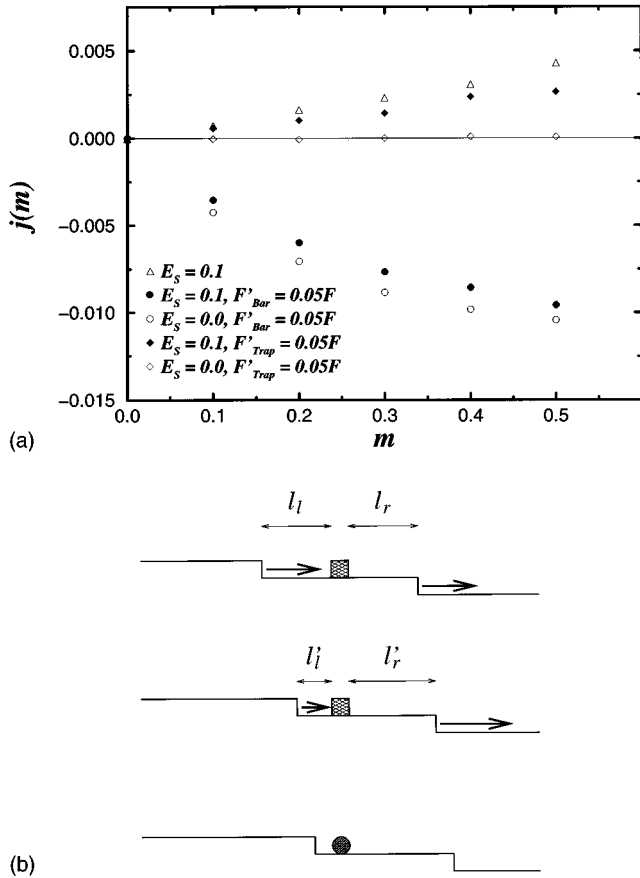 0.005
0.0025
0.000
−0.005
−0.010
−0.015
j(m)
E_S = 0.1
E_S = 0.1, F'_Bar = 0.05F
E_S = 0.0, F'_Bar = 0.05F
E_S = 0.1, F'_Trap = 0.05F
E_S = 0.0, F'_Trap = 0.05F
0.0 0.1 0.2 0.3 0.4 0.5
m
(a)
l_l l_r
l'_l l'_r
(b)